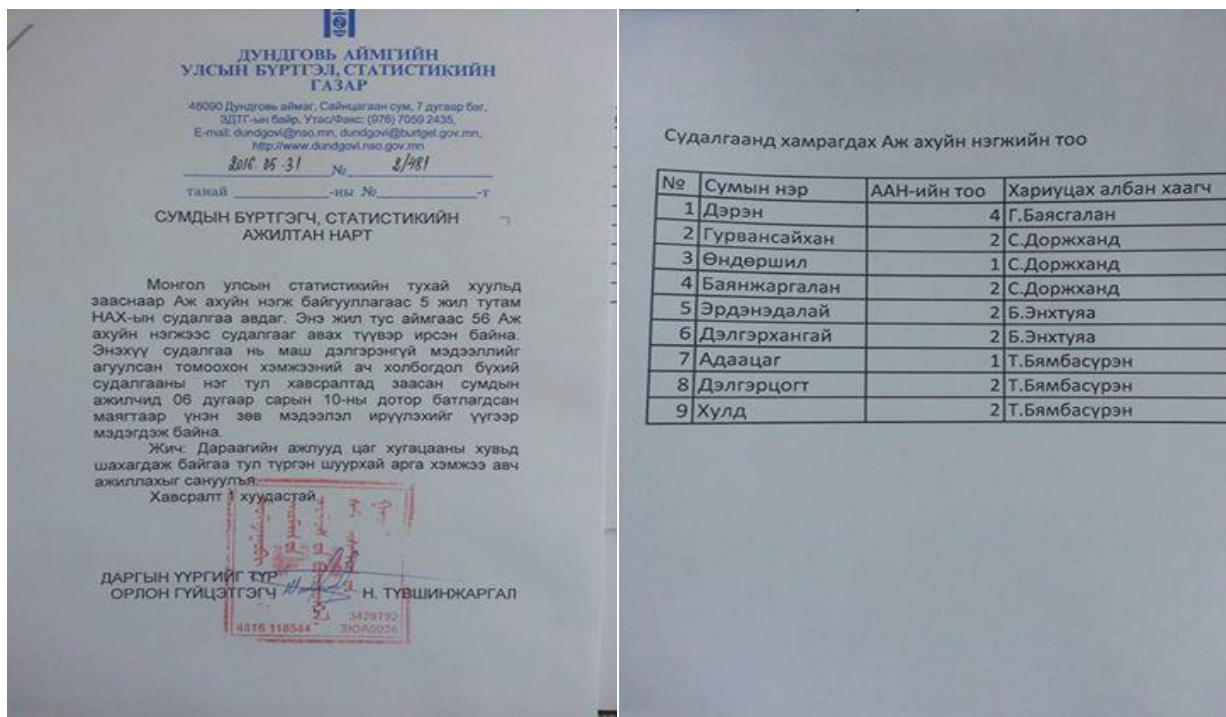 ДУНДГОВЬ АЙМГИЙН
УЛСЫН БҮРТГЭЛ, СТАТИСТИКИЙН
ГАЗАР
48090 Дундговь аймаг, Сайнцагаан сум, 7 дугаар баг,
ЗДТГ-ын байр, Утас/Факс: (976) 7059 2435,
E-mail: dundgovi@nso.mn, dundgovi@burtgel.gov.mn,
http://www.dundgovi.nso.gov.mn
2016 05 31 № 2/481
танай ________-ны №________-т
СУМДЫН БҮРТГЭГЧ, СТАТИСТИКИЙН
АЖИЛТАН НАРТ
Монгол улсын статистикийн тухай хуульд
зааснаар Аж ахуйн нэгж байгууллагаас 5 жил тутам
НАХ-ын судалгаа авдаг. Энэ жил тус аймгаас 56 Аж
ахуйн нэгжээс судалгааг авах түүвэр ирсэн байна.
Энэхүү судалгаа нь маш дэлгэрэнгүй мэдээллийг
агуулсан томоохон хэмжээний ач холбогдол бүхий
судалгааны нэг тул хавсралтад заасан сумдын
ажилчид 06 дугаар сарын 10-ны дотор батлагдсан
маягтаар үнэн зөв мэдээлэл ирүүлэхийг үүгээр
мэдэгдэж байна.
Жич: Дараагийн ажлууд цаг хугацааны хувьд
шахагдаж байгаа тул түргэн шуурхай арга хэмжээ авч
ажиллахыг сануулъя.
Хавсралт 1 хуудастай.
ДАРГЫН ҮҮРГИЙГ ТҮР
ОРЛОН ГҮЙЦЭТГЭГЧ Н. ТҮВШИНЖАРГАЛ
Судалгаанд хамрагдах Аж ахуйн нэгжийн тоо
№ Сумын нэр ААН-ийн тоо Хариуцах албан хаагч
1 Дэрэн 4 Г.Баясгалан
2 Гурвансайхан 2 С.Доржханд
3 Өндөршил 1 С.Доржханд
4 Баянжаргалан 2 С.Доржханд
5 Эрдэнэдалай 2 Б.Энхтуяа
6 Дэлгэрхангай 2 Б.Энхтуяа
7 Адаацаг 1 Т.Бямбасүрэн
8 Дэлгэрцогт 2 Т.Бямбасүрэн
9 Хулд 2 Т.Бямбасүрэн